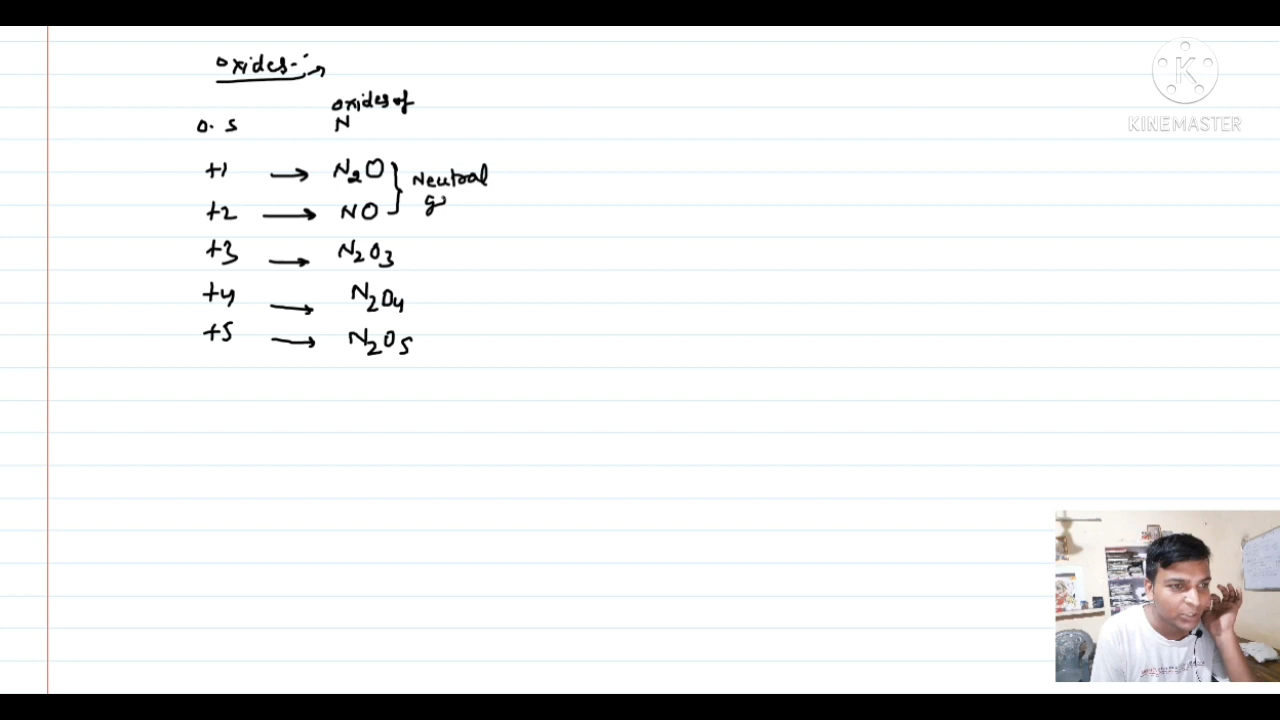 Oxides:- →
O.S oxides of N
+1 → N₂O } Neutral
+2 → NO
+3 → N₂O₃
+4 → N₂O₄
+5 → N₂O₅
KINEMASTER